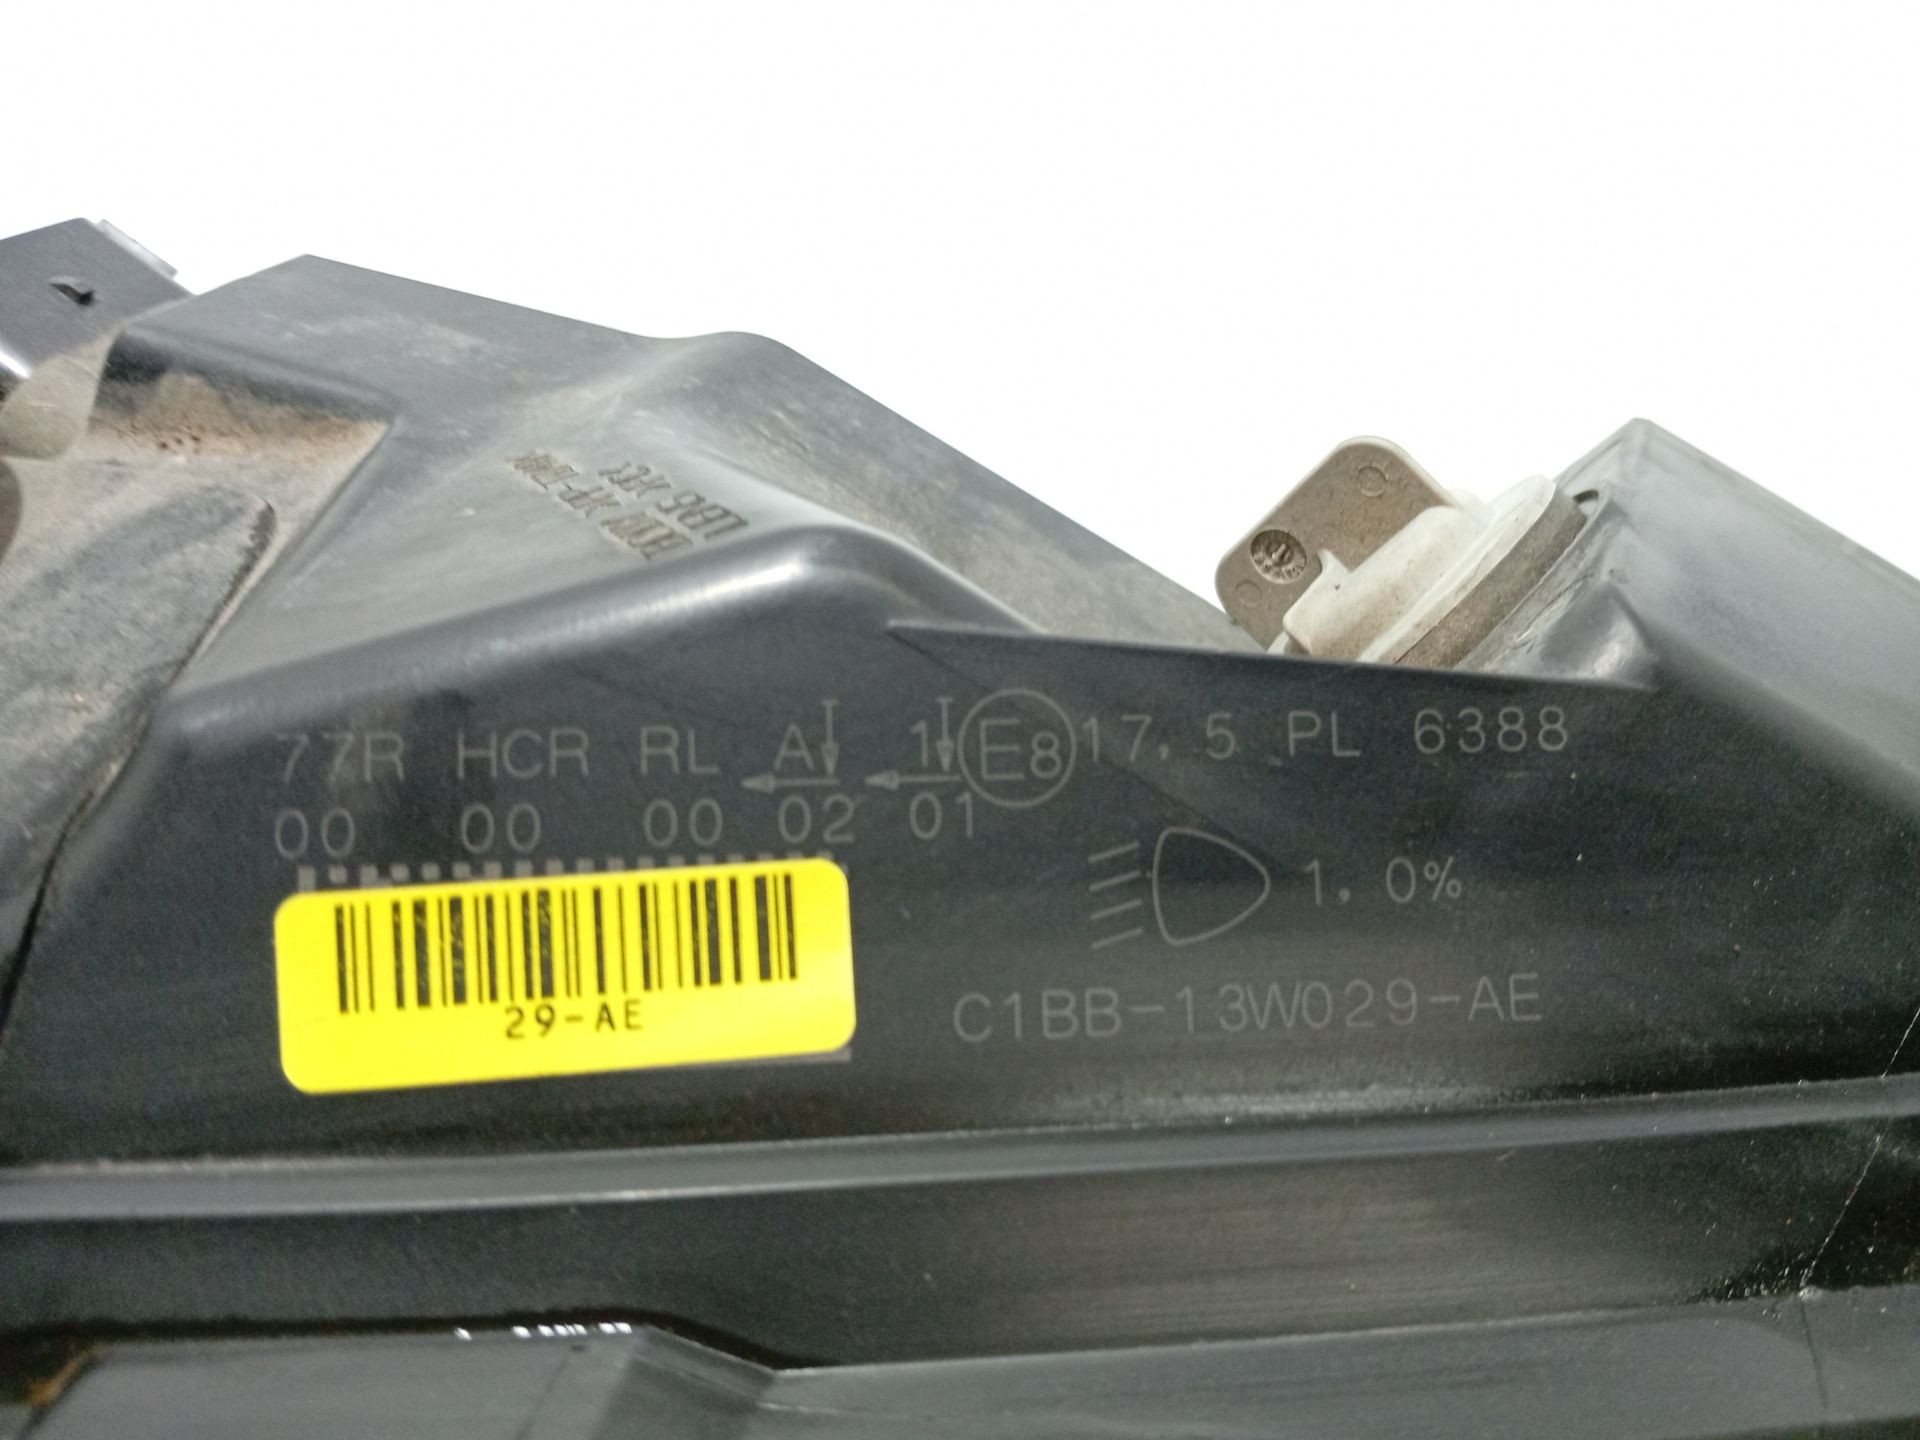 77R HCR RL A 1 E8 17,5 PL 6388
00 00 00 02 01
1,0%
29-AE
C1BB-13W029-AE